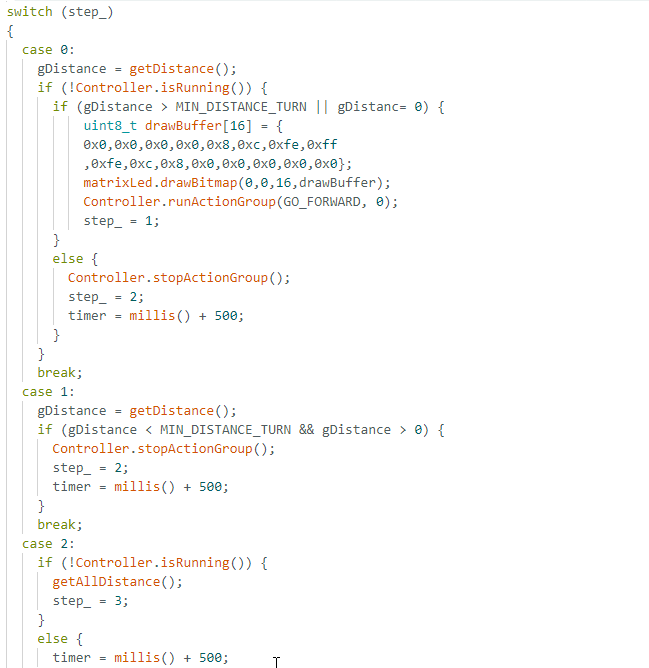 switch (step_)
{
case 0:
gDistance = getDistance();
if (!Controller.isRunning()) {
if (gDistance > MIN_DISTANCE_TURN || gDistanc= 0) {
uint8_t drawBuffer[16] = {
0x0,0x0,0x0,0x0,0x8,0xc,0xfe,0xff
,0xfe,0xc,0x8,0x0,0x0,0x0,0x0,0x0};
matrixLed.drawBitmap(0,0,16,drawBuffer);
Controller.runActionGroup(GO_FORWARD, 0);
step_ = 1;
}
else {
Controller.stopActionGroup();
step_ = 2;
timer = millis() + 500;
}
}
break;
case 1:
gDistance = getDistance();
if (gDistance < MIN_DISTANCE_TURN && gDistance > 0) {
Controller.stopActionGroup();
step_ = 2;
timer = millis() + 500;
}
break;
case 2:
if (!Controller.isRunning()) {
getAllDistance();
step_ = 3;
}
else {
timer = millis() + 500;